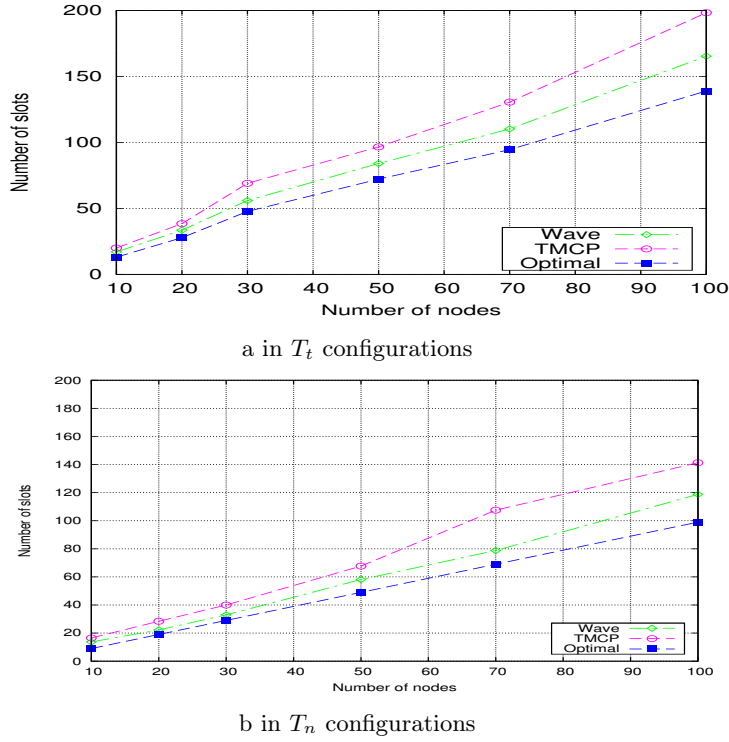 200
150
100
50
0
Number of slots
10 20 30 40 50 60 70 80 90 100
Number of nodes
Wave
TMCP
Optimal
a in Tt configurations
200
180
160
140
120
100
80
60
40
20
0
Number of slots
10 20 30 40 50 60 70 80 90 100
Number of nodes
Wave
TMCP
Optimal
b in Tn configurations